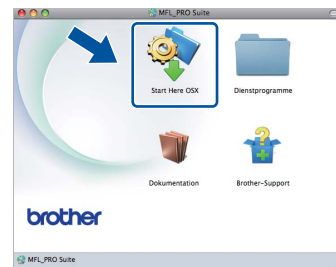 MFL_PRO Suite
Start Here OSX
Dienstprogramme
Dokumentation
Brother-Support
brother
MFL_PRO Suite